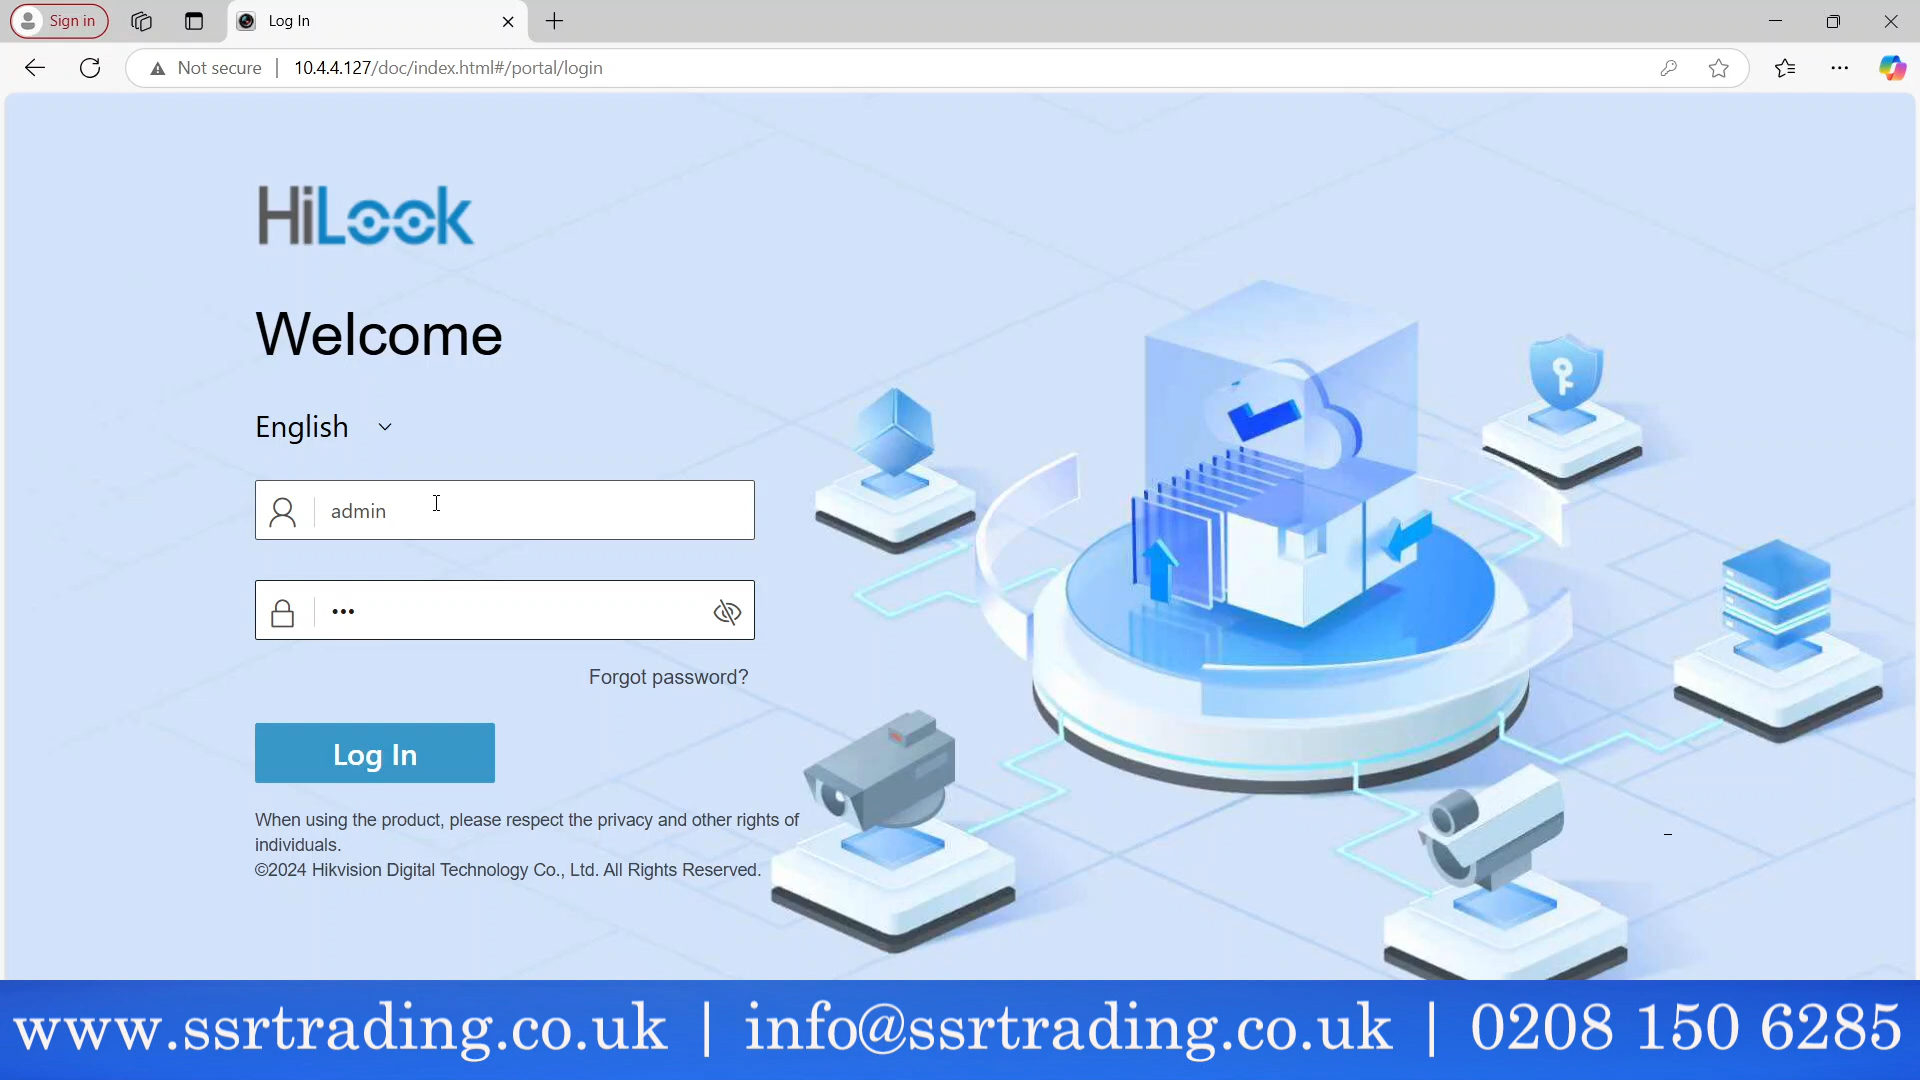 Sign in
Log In
Not secure
10.4.4.127/doc/index.html#/portal/login
HiLook
Welcome
English
admin
•••
Forgot password?
Log In
When using the product, please respect the privacy and other rights of
individuals.
©2024 Hikvision Digital Technology Co., Ltd. All Rights Reserved.
www.ssrtrading.co.uk | info@ssrtrading.co.uk | 0208 150 6285